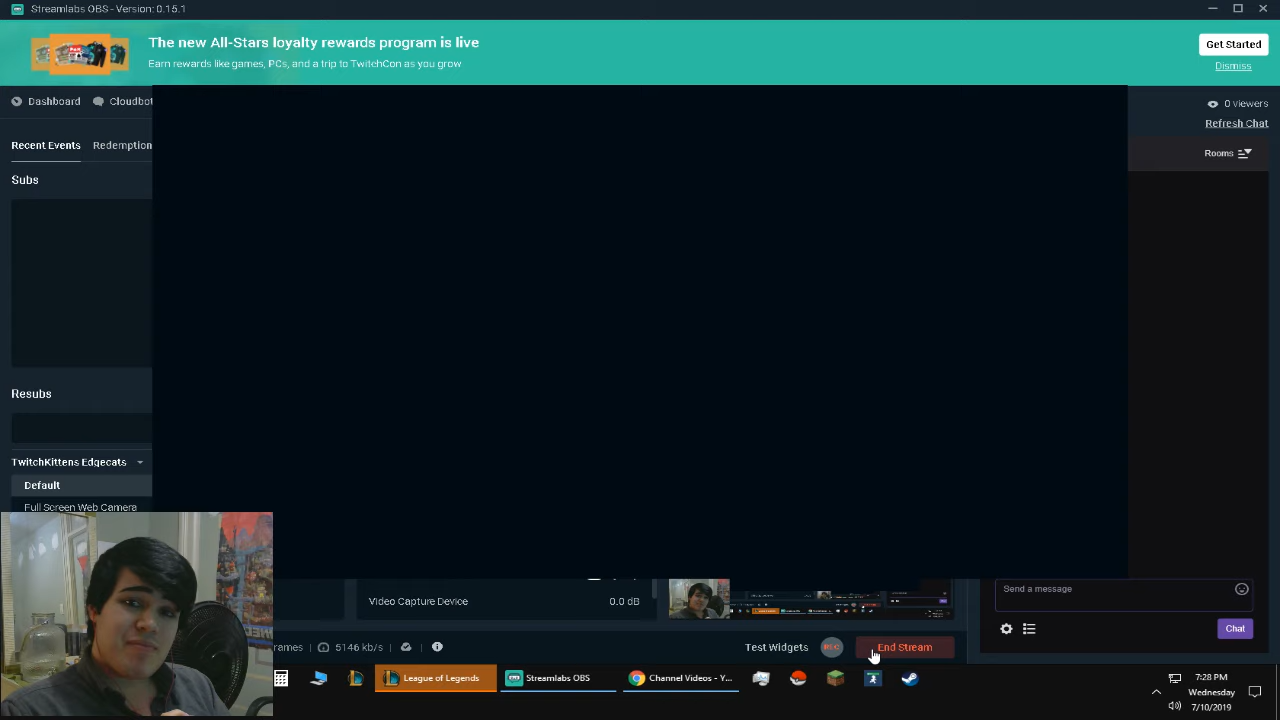 Streamlabs OBS - Version: 0.15.1
The new All-Stars loyalty rewards program is live
Earn rewards like games, PCs, and a trip to TwitchCon as you grow
Get Started
Dismiss
Dashboard
Cloudbot
0 viewers
Refresh Chat
Recent Events
Redemption
Rooms
Subs
Resubs
TwitchKittens Edgecats
Default
Full Screen Web Camera
Video Capture Device
0.0 dB
Send a message
Chat
rames
5146 kb/s
Test Widgets
REC
End Stream
League of Legends
Streamlabs OBS
Channel Videos - Y...
7:28 PM
Wednesday
7/10/2019